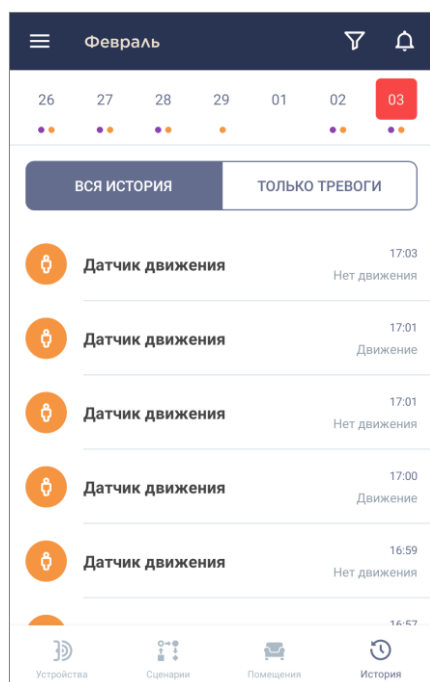 Февраль
26 27 28 29 01 02 03
ВСЯ ИСТОРИЯ ТОЛЬКО ТРЕВОГИ
17:03
Датчик движения
Нет движения
17:01
Датчик движения
Движение
17:01
Датчик движения
Нет движения
17:00
Датчик движения
Движение
16:59
Датчик движения
Нет движения
16:57
Устройства Сценарии Помещения История